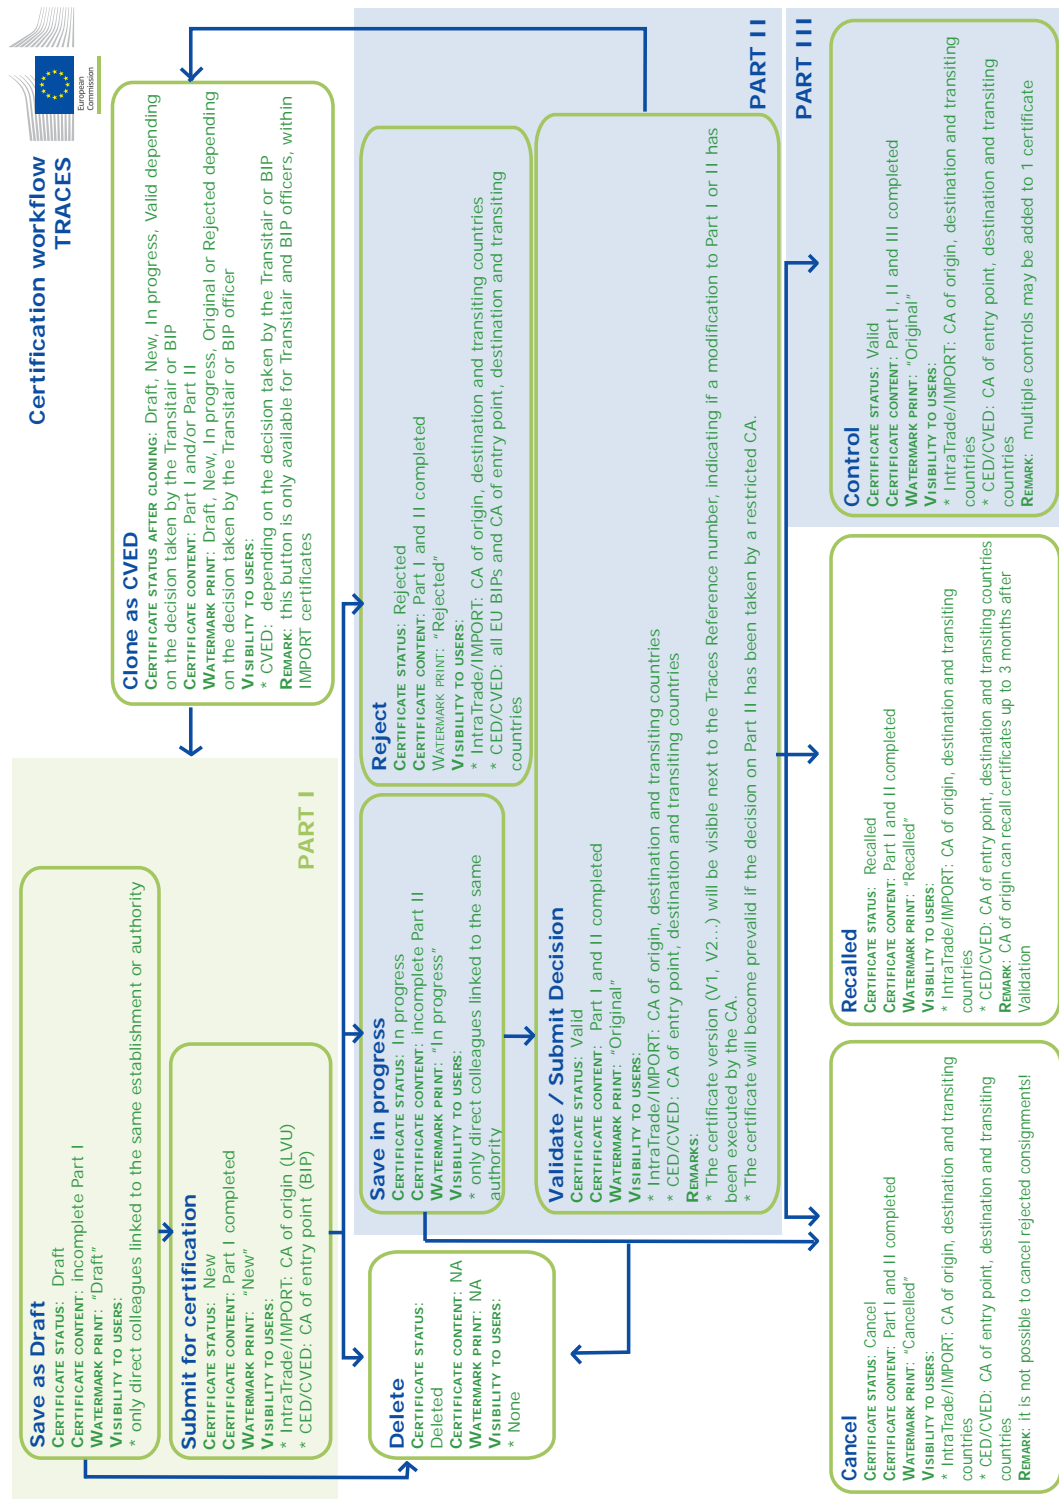 Certification workflow
TRACES
European
Commission
Save as Draft
CERTIFICATE STATUS: Draft
CERTIFICATE CONTENT: incomplete Part I
WATERMARK PRINT: “Draft”
VISIBILITY TO USERS:
* only direct colleagues linked to the same establishment or authority
Submit for certification
CERTIFICATE STATUS: New
CERTIFICATE CONTENT: Part I completed
WATERMARK PRINT: “New”
VISIBILITY TO USERS:
* IntraTrade/IMPORT: CA of origin (LVU)
* CED/CVED: CA of entry point (BIP)
PART I
Clone as CVED
CERTIFICATE STATUS AFTER CLONING: Draft, New, In progress, Valid depending
on the decision taken by the Transitair or BIP
CERTIFICATE CONTENT: Part I and/or Part II
WATERMARK PRINT: Draft, New, In progress, Original or Rejected depending
on the decision taken by the Transitair or BIP officer
VISIBILITY TO USERS:
* CVED: depending on the decision taken by the Transitair or BIP
REMARK: this button is only available for Transitair and BIP officers, within
IMPORT certificates
Delete
CERTIFICATE STATUS:
Deleted
CERTIFICATE CONTENT: NA
WATERMARK PRINT: NA
VISIBILITY TO USERS:
* None
Save in progress
CERTIFICATE STATUS: In progress
CERTIFICATE CONTENT: incomplete Part II
WATERMARK PRINT: “In progress”
VISIBILITY TO USERS:
* only direct colleagues linked to the same
authority
Reject
CERTIFICATE STATUS: Rejected
CERTIFICATE CONTENT: Part I and II completed
WATERMARK PRINT: “Rejected”
VISIBILITY TO USERS:
* IntraTrade/IMPORT: CA of origin, destination and transiting countries
* CED/CVED: all EU BIPs and CA of entry point, destination and transiting
countries
Validate / Submit Decision
CERTIFICATE STATUS: Valid
CERTIFICATE CONTENT: Part I and II completed
WATERMARK PRINT: “Original”
VISIBILITY TO USERS:
* IntraTrade/IMPORT: CA of origin, destination and transiting countries
* CED/CVED: CA of entry point, destination and transiting countries
REMARKS:
* The certificate version (V1, V2...) will be visible next to the Traces Reference number, indicating if a modification to Part I or II has
been executed by the CA.
* The certificate will become prevalid if the decision on Part II has been taken by a restricted CA.
PART II
PART III
Cancel
CERTIFICATE STATUS: Cancel
CERTIFICATE CONTENT: Part I and II completed
WATERMARK PRINT: “Cancelled”
VISIBILITY TO USERS:
* IntraTrade/IMPORT: CA of origin, destination and transiting
countries
* CED/CVED: CA of entry point, destination and transiting
countries
REMARK: it is not possible to cancel rejected consignments!
Recalled
CERTIFICATE STATUS: Recalled
CERTIFICATE CONTENT: Part I and II completed
WATERMARK PRINT: “Recalled”
VISIBILITY TO USERS:
* IntraTrade/IMPORT: CA of origin, destination and transiting
countries
* CED/CVED: CA of entry point, destination and transiting countries
REMARK: CA of origin can recall certificates up to 3 months after
Validation
Control
CERTIFICATE STATUS: Valid
CERTIFICATE CONTENT: Part I, II and III completed
WATERMARK PRINT: “Original”
VISIBILITY TO USERS:
* IntraTrade/IMPORT: CA of origin, destination and transiting
countries
* CED/CVED: CA of entry point, destination and transiting
countries
REMARK: multiple controls may be added to 1 certificate